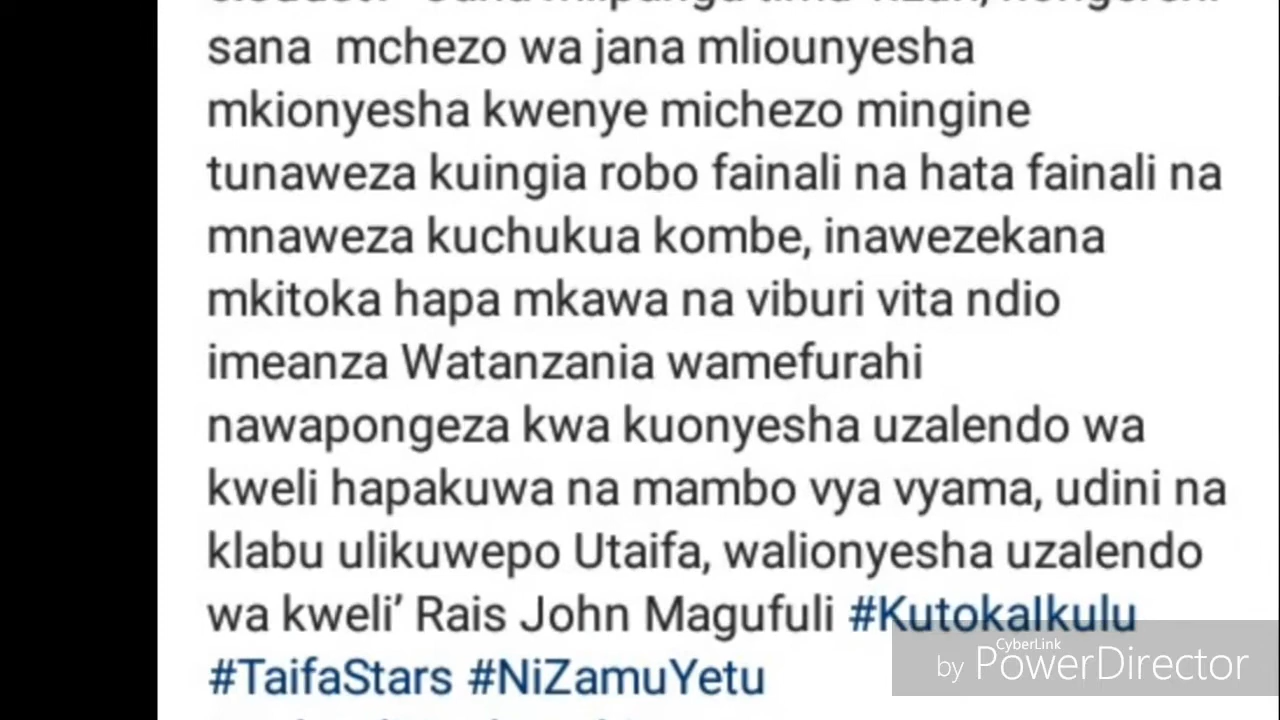 sana mchezo wa jana mliounyesha
mkionyesha kwenye michezo mingine
tunaweza kuingia robo fainali na hata fainali na
mnaweza kuchukua kombe, inawezekana
mkitoka hapa mkawa na viburi vita ndio
imeanza Watanzania wamefurahi
nawapongeza kwa kuonyesha uzalendo wa
kweli hapakuwa na mambo vya vyama, udini na
klabu ulikuwepo Utaifa, walionyesha uzalendo
wa kweli’ Rais John Magufuli #KutokaIkulu
#TaifaStars #NiZamuYetu
CyberLink
by PowerDirector